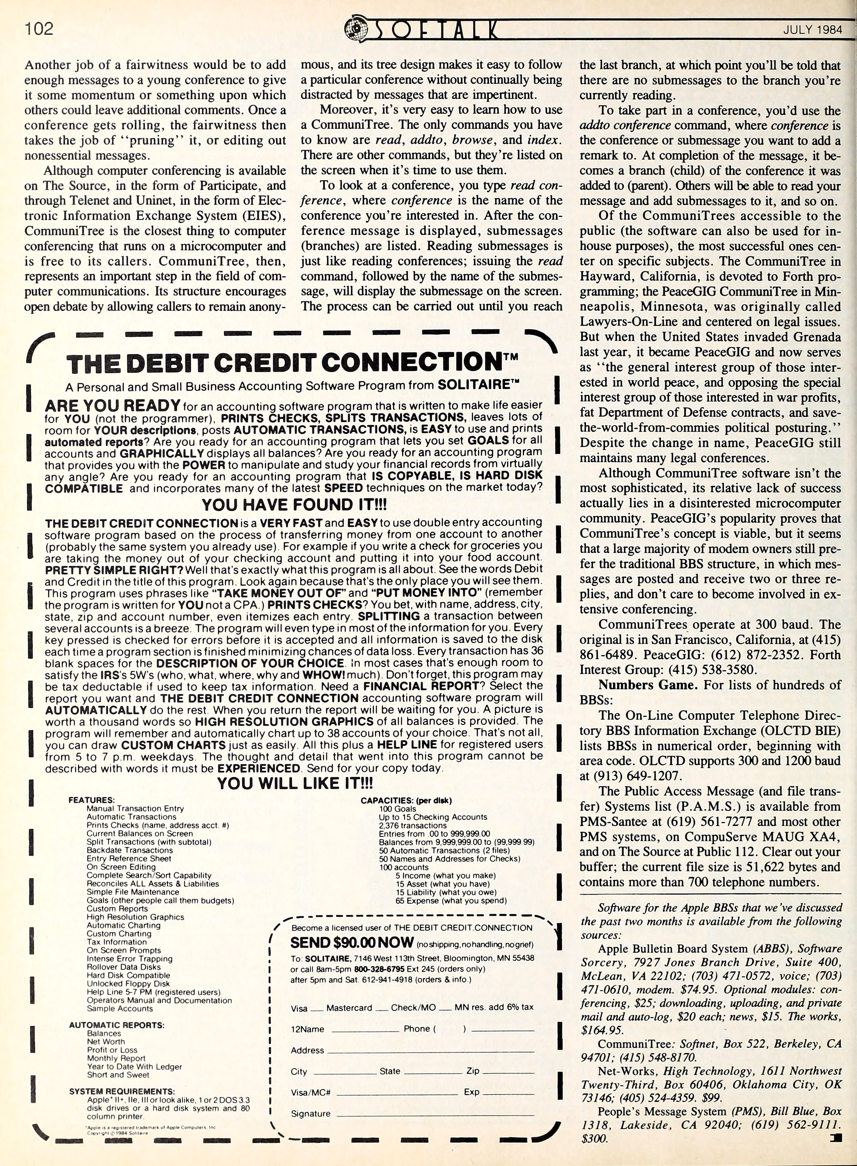 102
SOFTALK
JULY 1984
Another job of a fairwitness would be to add
enough messages to a young conference to give
it some momentum or something upon which
others could leave additional comments. Once a
conference gets rolling, the fairwitness then
takes the job of "pruning" it, or editing out
nonessential messages.
Although computer conferencing is available
on The Source, in the form of Participate, and
through Telenet and Uninet, in the form of Elec-
tronic Information Exchange System (EIES),
CommuniTree is the closest thing to computer
conferencing that runs on a microcomputer and
is free to its callers. CommuniTree, then,
represents an important step in the field of com-
puter communications. Its structure encourages
open debate by allowing callers to remain anony-
mous, and its tree design makes it easy to follow
a particular conference without continually being
distracted by messages that are impertinent.
Moreover, it's very easy to learn how to use
a CommuniTree. The only commands you have
to know are read, addto, browse, and index.
There are other commands, but they're listed on
the screen when it's time to use them.
To look at a conference, you type read con-
ference, where conference is the name of the
conference you're interested in. After the con-
ference message is displayed, submessages
(branches) are listed. Reading submessages is
just like reading conferences; issuing the read
command, followed by the name of the submes-
sage, will display the submessage on the screen.
The process can be carried out until you reach
the last branch, at which point you'll be told that
there are no submessages to the branch you're
currently reading.
To take part in a conference, you'd use the
addto conference command, where conference is
the conference or submessage you want to add a
remark to. At completion of the message, it be-
comes a branch (child) of the conference it was
added to (parent). Others will be able to read your
message and add submessages to it, and so on.
Of the CommuniTrees accessible to the
public (the software can also be used for in-
house purposes), the most successful ones cen-
ter on specific subjects. The CommuniTree in
Hayward, California, is devoted to Forth pro-
gramming; the PeaceGIG CommuniTree in Min-
neapolis, Minnesota, was originally called
Lawyers-On-Line and centered on legal issues.
But when the United States invaded Grenada
last year, it became PeaceGIG and now serves
as "the general interest group of those inter-
ested in world peace, and opposing the special
interest group of those interested in war profits,
fat Department of Defense contracts, and save-
the-world-from-commies political posturing."
Despite the change in name, PeaceGIG still
maintains many legal conferences.
Although CommuniTree software isn't the
most sophisticated, its relative lack of success
actually lies in a disinterested microcomputer
community. PeaceGIG's popularity proves that
CommuniTree's concept is viable, but it seems
that a large majority of modem owners still pre-
fer the traditional BBS structure, in which mes-
sages are posted and receive two or three re-
plies, and don't care to become involved in ex-
tensive conferencing.
CommuniTrees operate at 300 baud. The
original is in San Francisco, California, at (415)
861-6489. PeaceGIG: (612) 872-2352. Forth
Interest Group: (415) 538-3580.
Numbers Game. For lists of hundreds of
BBSs:
The On-Line Computer Telephone Direc-
tory BBS Information Exchange (OLCTD BIE)
lists BBSs in numerical order, beginning with
area code. OLCTD supports 300 and 1200 baud
at (913) 649-1207.
The Public Access Message (and file trans-
fer) Systems list (P.A.M.S.) is available from
PMS-Santee at (619) 561-7277 and most other
PMS systems, on CompuServe MAUG XA4,
and on The Source at Public 112. Clear out your
buffer; the current file size is 51,622 bytes and
contains more than 700 telephone numbers.
Software for the Apple BBSs that we've discussed
the past two months is available from the following
sources:
Apple Bulletin Board System (ABBS), Software
Sorcery, 7927 Jones Branch Drive, Suite 400,
McLean, VA 22102; (703) 471-0572, voice; (703)
471-0610, modem. $74.95. Optional modules: con-
ferencing, $25; downloading, uploading, and private
mail and auto-log, $20 each; news, $15. The works,
$164.95.
CommuniTree: Softnet, Box 522, Berkeley, CA
94701; (415) 548-8170.
Net-Works, High Technology, 1611 Northwest
Twenty-Third, Box 60406, Oklahoma City, OK
73146; (405) 524-4359. $99.
People's Message System (PMS), Bill Blue, Box
1318, Lakeside, CA 92040; (619) 562-9111.
$300.
THE DEBIT CREDIT CONNECTION™
A Personal and Small Business Accounting Software Program from SOLITAIRE™
ARE YOU READY for an accounting software program that is written to make life easier
for YOU (not the programmer), PRINTS CHECKS, SPLITS TRANSACTIONS, leaves lots of
room for YOUR descriptions, posts AUTOMATIC TRANSACTIONS, is EASY to use and prints
automated reports? Are you ready for an accounting program that lets you set GOALS for all
accounts and GRAPHICALLY displays all balances? Are you ready for an accounting program
that provides you with the POWER to manipulate and study your financial records from virtually
any angle? Are you ready for an accounting program that IS COPYABLE, IS HARD DISK
COMPATIBLE and incorporates many of the latest SPEED techniques on the market today?
YOU HAVE FOUND IT!!!
THE DEBIT CREDIT CONNECTION is a VERY FAST and EASY to use double entry accounting
software program based on the process of transferring money from one account to another
(probably the same system you already use). For example if you write a check for groceries you
are taking the money out of your checking account and putting it into your food account.
PRETTY SIMPLE RIGHT? Well that's exactly what this program is all about. See the words Debit
and Credit in the title of this program. Look again because that's the only place you will see them.
This program uses phrases like "TAKE MONEY OUT OF" and "PUT MONEY INTO" (remember
the program is written for YOU not a CPA.) PRINTS CHECKS? You bet, with name, address, city,
state, zip and account number, even itemizes each entry. SPLITTING a transaction between
several accounts is a breeze. The program will even type in most of the information for you. Every
key pressed is checked for errors before it is accepted and all information is saved to the disk
each time a program section is finished minimizing chances of data loss. Every transaction has 36
blank spaces for the DESCRIPTION OF YOUR CHOICE. In most cases that's enough room to
satisfy the IRS's 5W's (who, what, where, why and WHOW! much). Don't forget, this program may
be tax deductable if used to keep tax information. Need a FINANCIAL REPORT? Select the
report you want and THE DEBIT CREDIT CONNECTION accounting software program will
AUTOMATICALLY do the rest. When you return the report will be waiting for you. A picture is
worth a thousand words so HIGH RESOLUTION GRAPHICS of all balances is provided. The
program will remember and automatically chart up to 38 accounts of your choice. That's not all,
you can draw CUSTOM CHARTS just as easily. All this plus a HELP LINE for registered users
from 5 to 7 p.m. weekdays. The thought and detail that went into this program cannot be
described with words it must be EXPERIENCED. Send for your copy today.
YOU WILL LIKE IT!!!
FEATURES:
Manual Transaction Entry
Automatic Transactions
Prints Checks (name, address acct. #)
Current Balances on Screen
Split Transactions (with subtotal)
Backdate Transactions
Entry Reference Sheet
On Screen Editing
Complete Search/Sort Capability
Reconciles ALL Assets & Liabilities
Simple File Maintenance
Goals (other people call them budgets)
Custom Reports
High Resolution Graphics
Automatic Charting
Custom Charting
Tax Information
On Screen Prompts
Intense Error Trapping
Rollover Data Disks
Hard Disk Compatible
Unlocked Floppy Disk
Help Line 5-7 PM (registered users)
Operators Manual and Documentation
Sample Accounts
AUTOMATIC REPORTS:
Balances
Net Worth
Profit or Loss
Monthly Report
Year to Date With Ledger
Short and Sweet
SYSTEM REQUIREMENTS:
Apple* II+, IIe, III or look alike, 1 or 2 DOS 3.3
disk drives or a hard disk system and 80
column printer.
*Apple is a registered trademark of Apple Computers, Inc.
Copyright © 1984 Solitaire
CAPACITIES: (per disk)
100 Goals
Up to 15 Checking Accounts
2,376 transactions
Entries from .00 to 999,999.00
Balances from 9,999,999.00 to (99,999.99)
50 Automatic Transactions (2 files)
50 Names and Addresses for Checks)
100 accounts
5 Income (what you make)
15 Asset (what you have)
15 Liability (what you owe)
65 Expense (what you spend)
Become a licensed user of THE DEBIT CREDIT CONNECTION
SEND $90.00 NOW (no shipping, no handling, no grief)
To: SOLITAIRE, 7146 West 113th Street, Bloomington, MN 55438
or call 8am-5pm 800-328-6795 Ext 245 (orders only)
after 5pm and Sat. 612-941-4918 (orders & info.)
Visa __ Mastercard __ Check/MO __ MN res. add 6% tax
12Name ____ Phone ( ) ____
Address ____
City ____ State ____ Zip ____
Visa/MC# ____ Exp ____
Signature ____